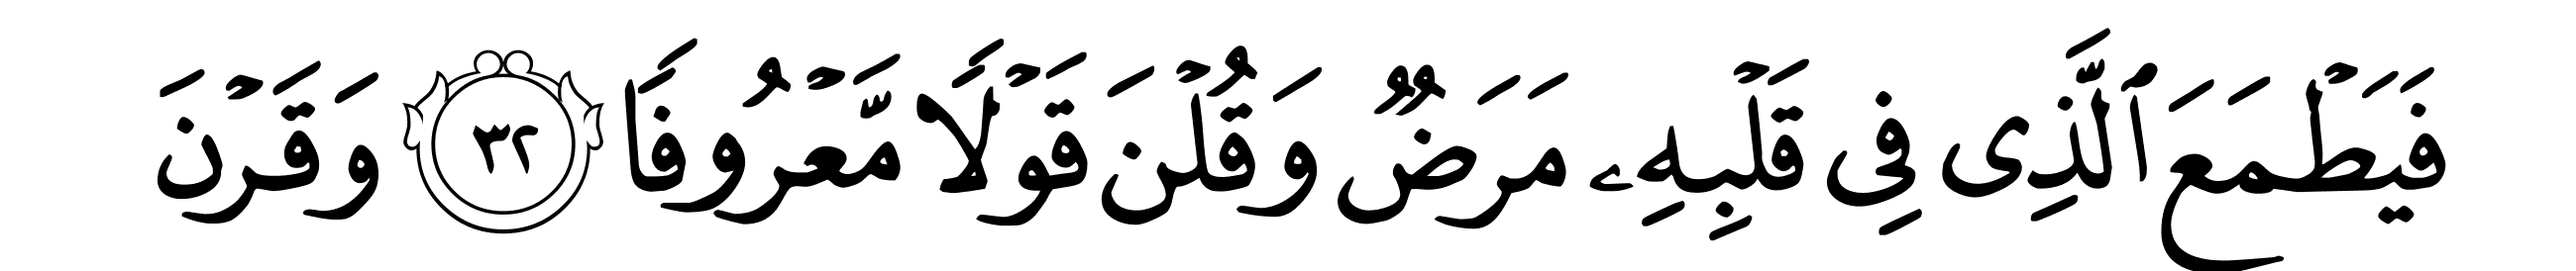 فَيَطْمَعَ ٱلَّذِى فِى قَلْبِهِۦ مَرَضٌۭ وَقُلْنَ قَوْلًۭا مَّعْرُوفًۭا ٣٢ وَقَرْنَ